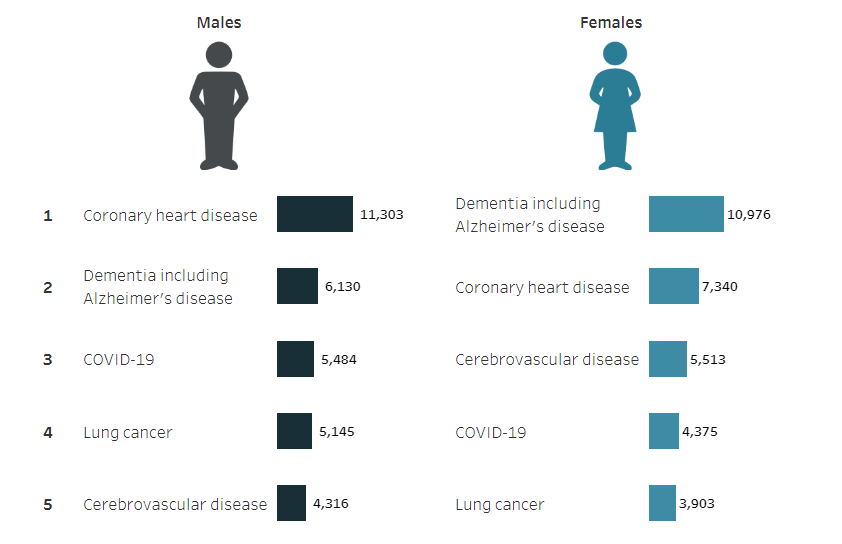 Males Females
1 Coronary heart disease 11,303 Dementia including
Alzheimer’s disease 10,976
2 Dementia including
Alzheimer’s disease 6,130 Coronary heart disease 7,340
3 COVID-19 5,484 Cerebrovascular disease 5,513
4 Lung cancer 5,145 COVID-19 4,375
5 Cerebrovascular disease 4,316 Lung cancer 3,903